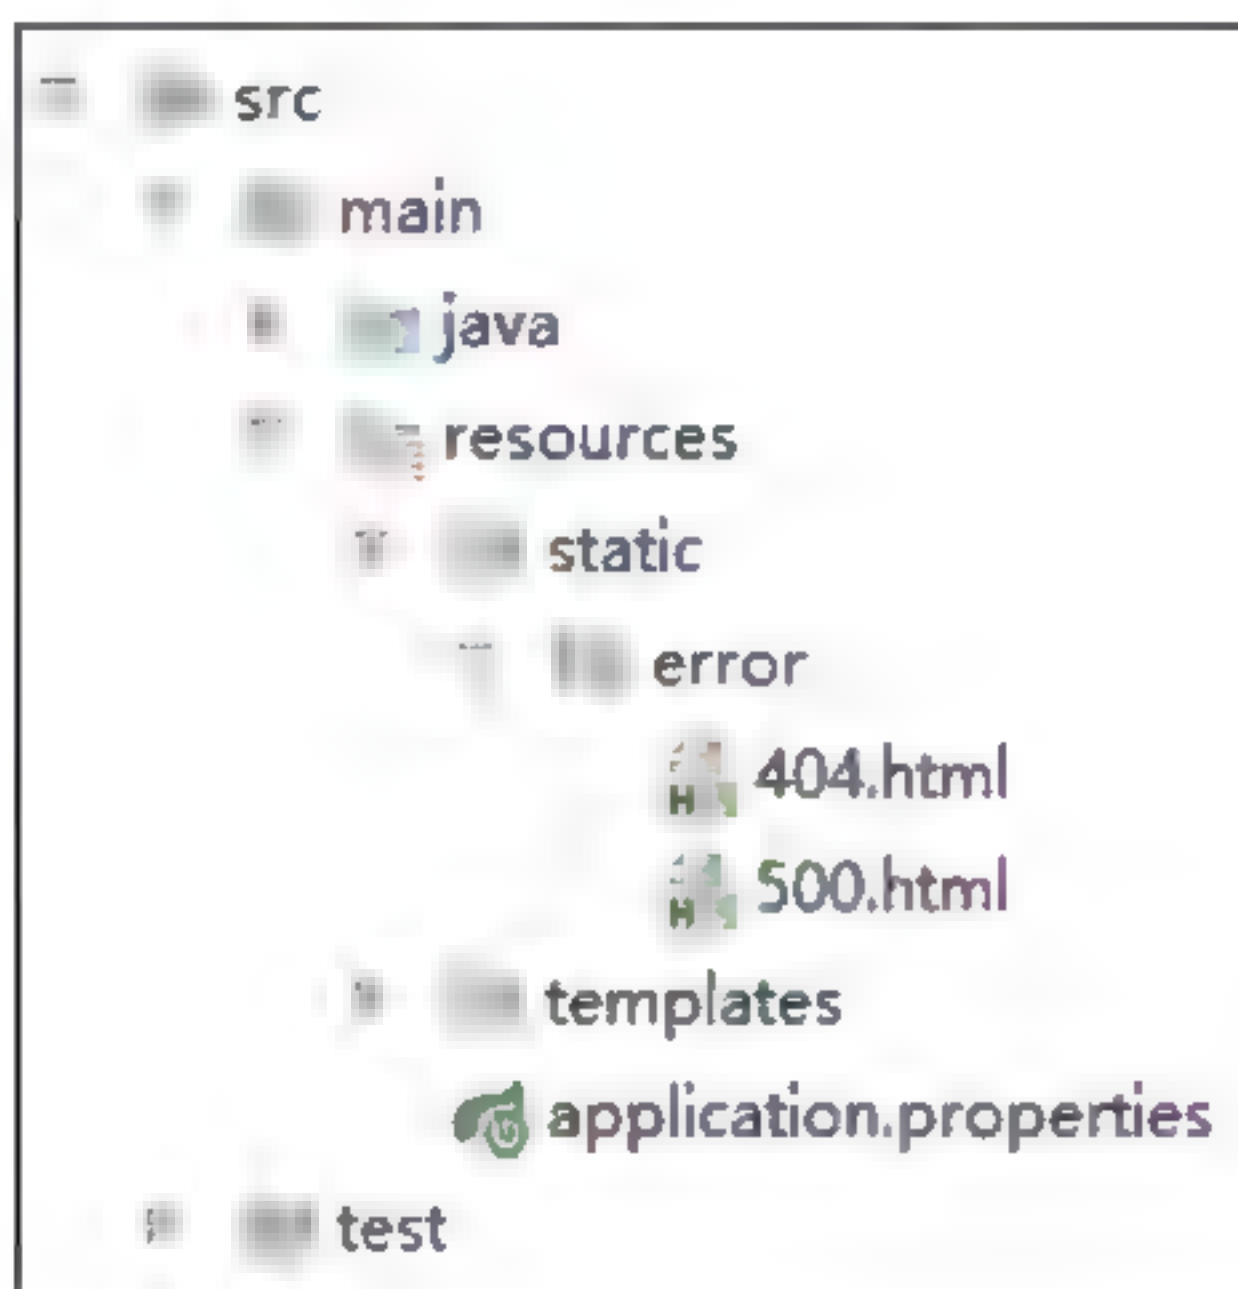 src
main
java
resources
static
error
404.html
500.html
templates
application.properties
test